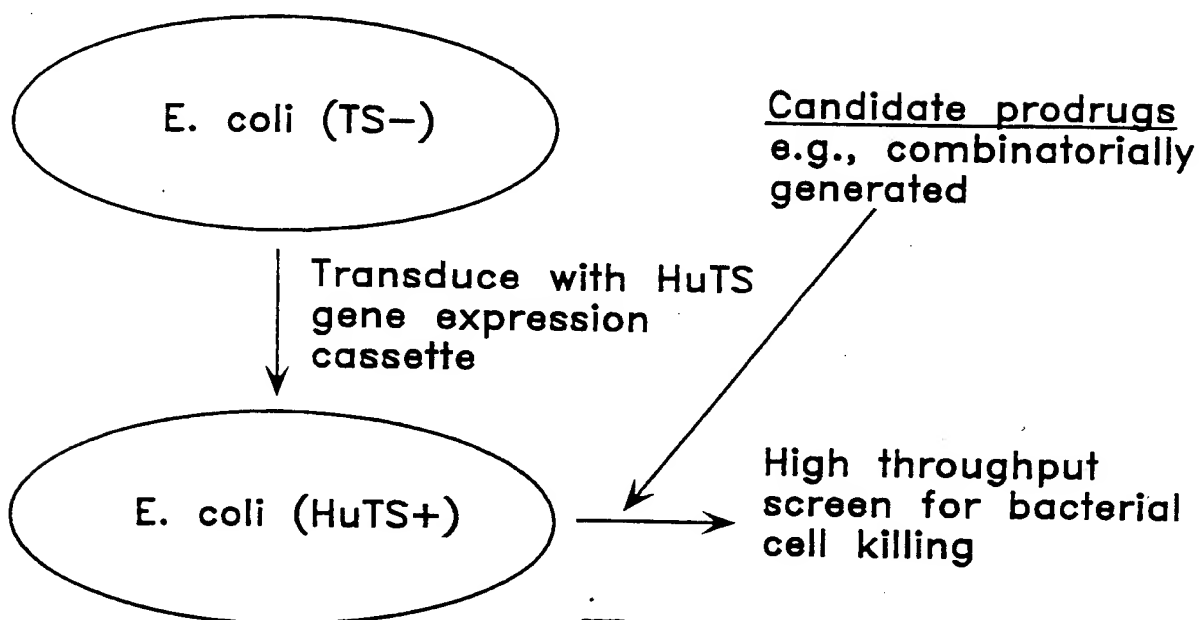 E. coli (TS-)
Candidate prodrugs
e.g., combinatorially
generated
Transduce with HuTS
gene expression
cassette
E. coli (HuTS+)
High throughput
screen for bacterial
cell killing